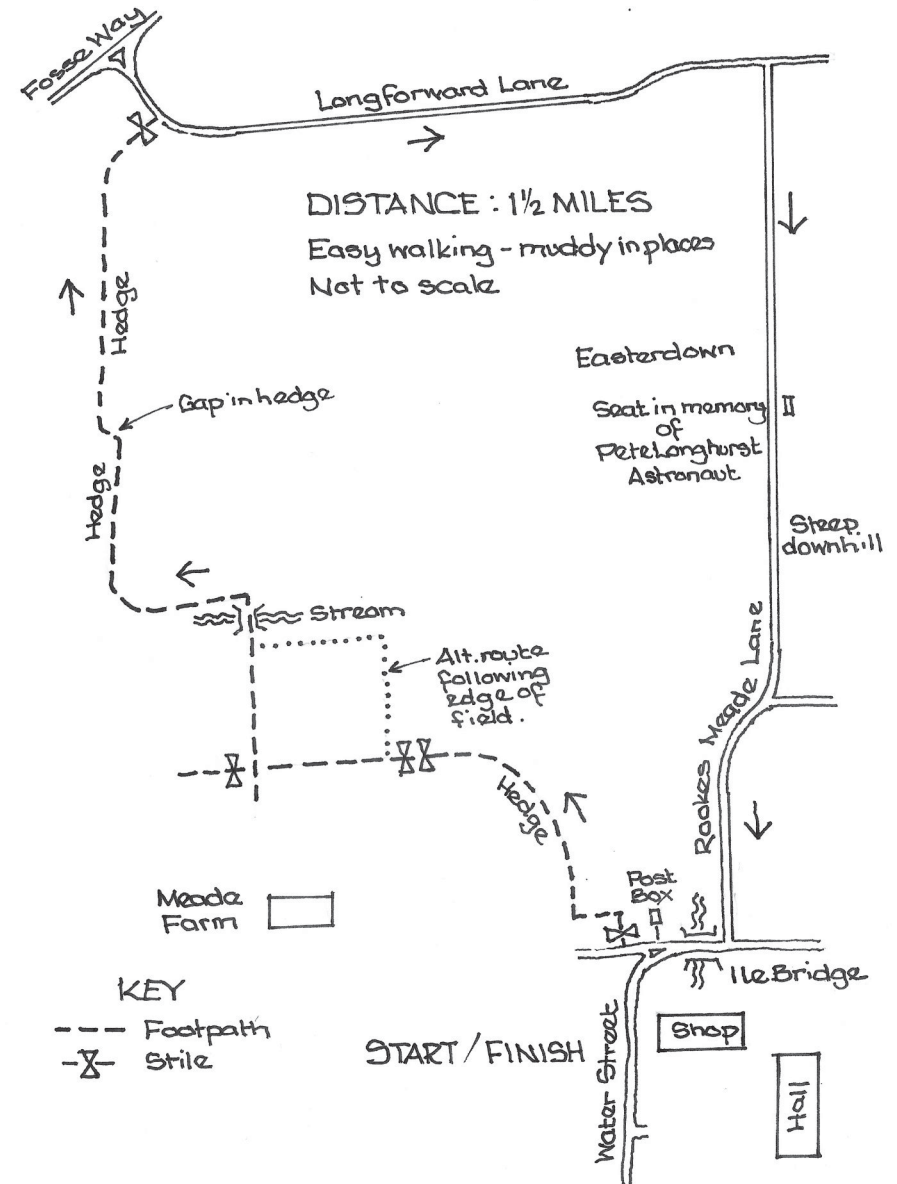 Fosse Way
Longforward Lane
DISTANCE : 1½ MILES
Easy walking - muddy in places
Not to scale
Hedge
Easterdown
Gap in hedge
Seat in memory
of
Pete Longhurst
Astronaut
Hedge
Steep
downhill
Stream
Alt. route
following
edge of
field.
Rookes Meade Lane
Hedge
Post
Box
Meade
Farm
Ile Bridge
KEY
Footpath
Stile
START / FINISH
Water Street
Shop
Hall